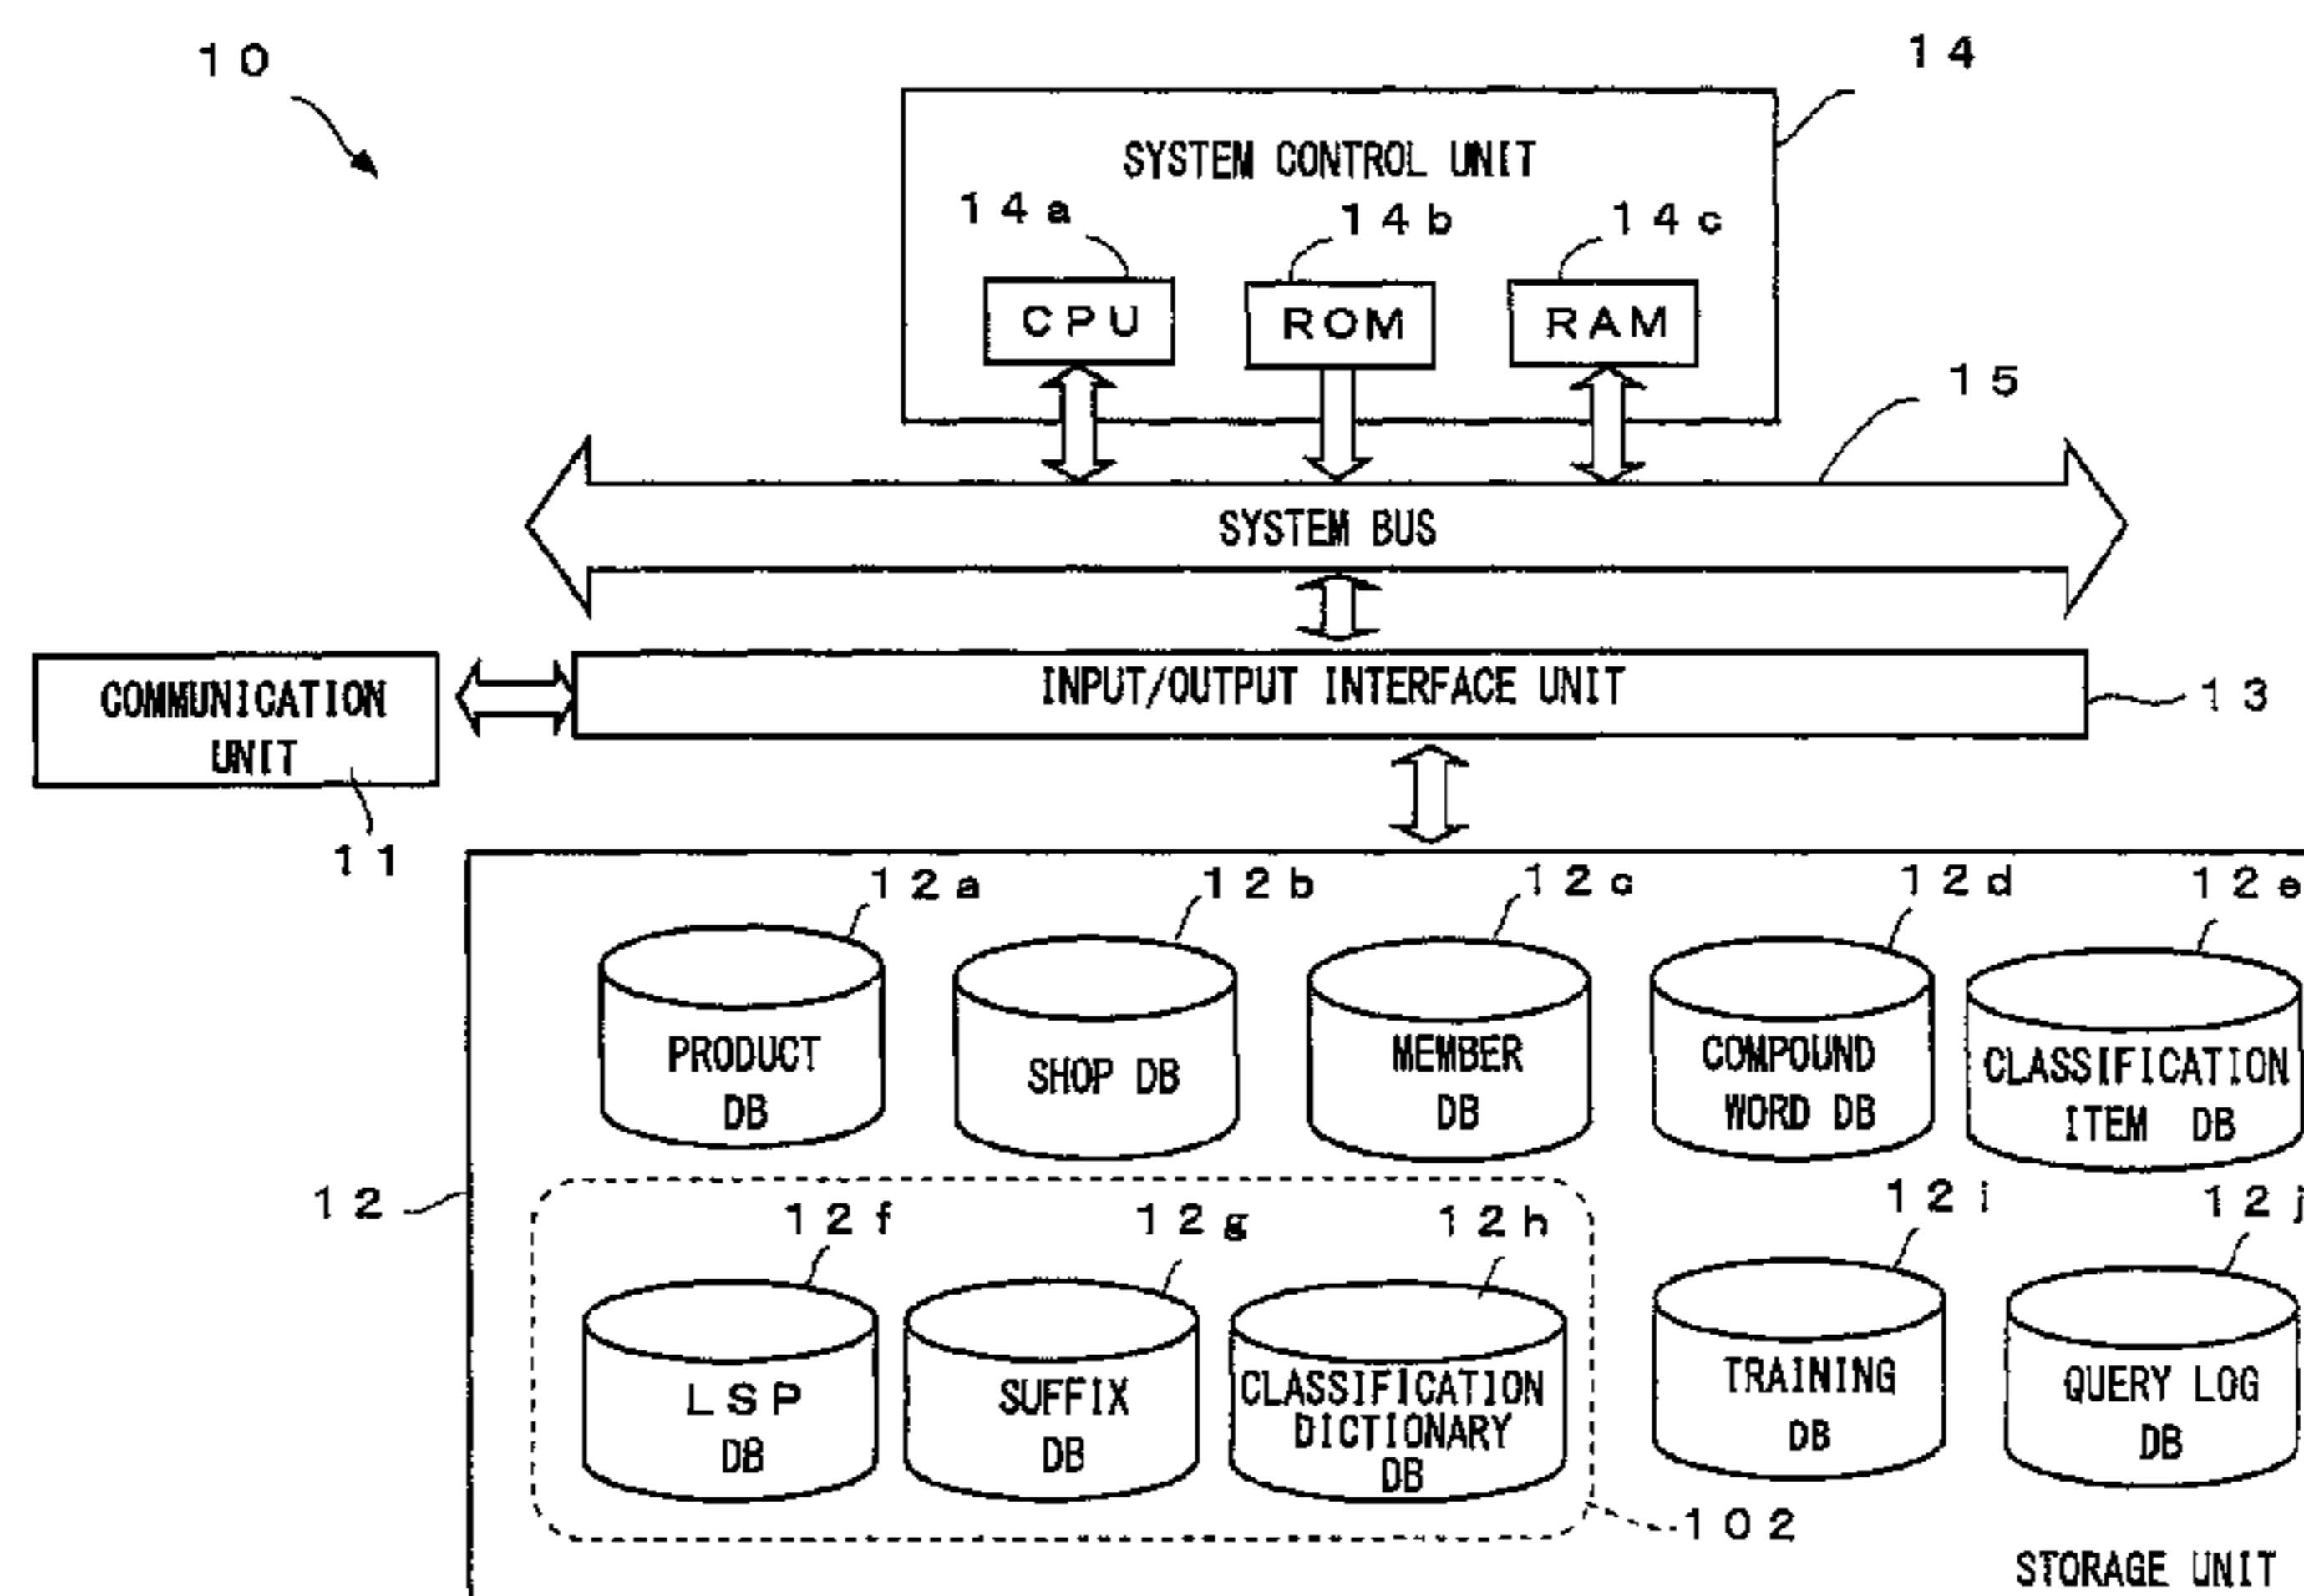 10
14
SYSTEM CONTROL UNIT
14a
14b
14c
CPU
ROM
RAM
15
SYSTEM BUS
COMMUNICATION
UNIT
INPUT/OUTPUT INTERFACE UNIT
13
11
12a
12b
12c
12d
12e
PRODUCT
DB
SHOP DB
MEMBER
DB
COMPOUND
WORD DB
CLASSIFICATION
ITEM DB
12
12f
12g
12h
12i
12j
LSP
DB
SUFFIX
DB
CLASSIFICATION
DICTIONARY
DB
TRAINING
DB
QUERY LOG
DB
102
STORAGE UNIT